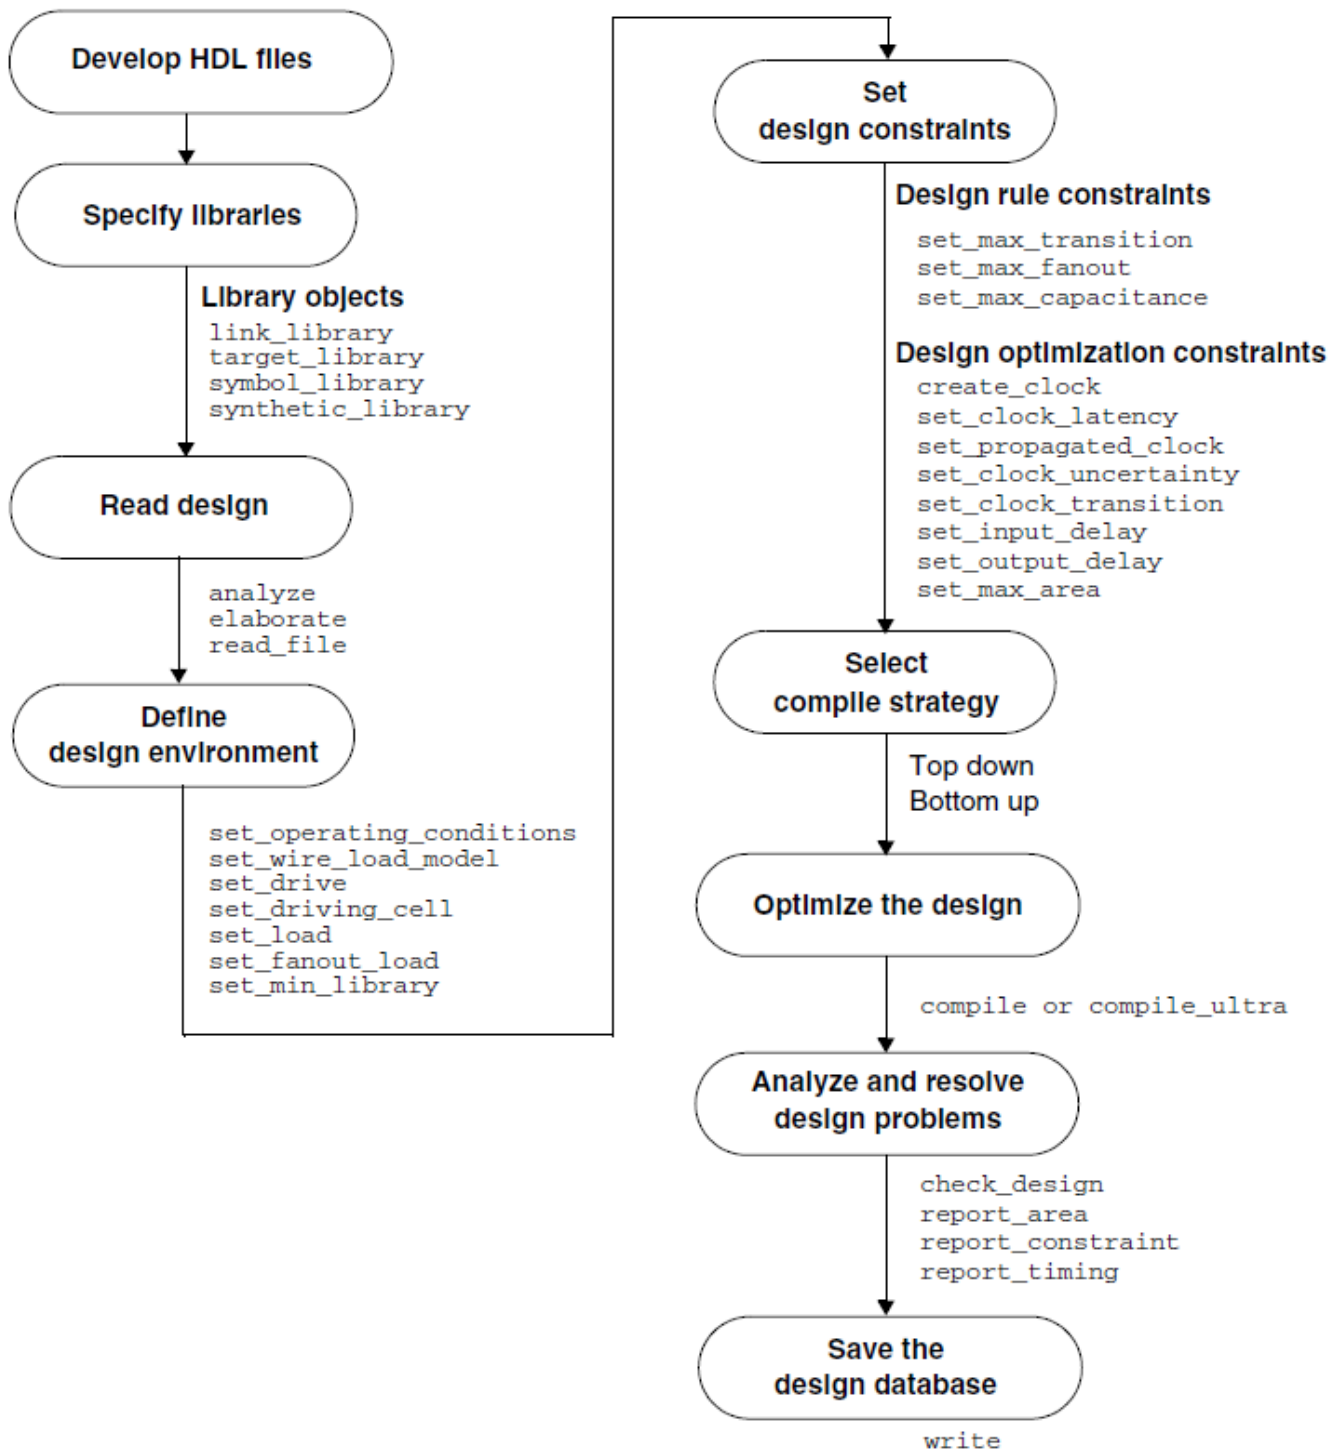 Develop HDL files
Specify libraries
Library objects
link_library
target_library
symbol_library
synthetic_library
Read design
analyze
elaborate
read_file
Define
design environment
set_operating_conditions
set_wire_load_model
set_drive
set_driving_cell
set_load
set_fanout_load
set_min_library
Set
design constraints
Design rule constraints
set_max_transition
set_max_fanout
set_max_capacitance
Design optimization constraints
create_clock
set_clock_latency
set_propagated_clock
set_clock_uncertainty
set_clock_transition
set_input_delay
set_output_delay
set_max_area
Select
compile strategy
Top down
Bottom up
Optimize the design
compile or compile_ultra
Analyze and resolve
design problems
check_design
report_area
report_constraint
report_timing
Save the
design database
write